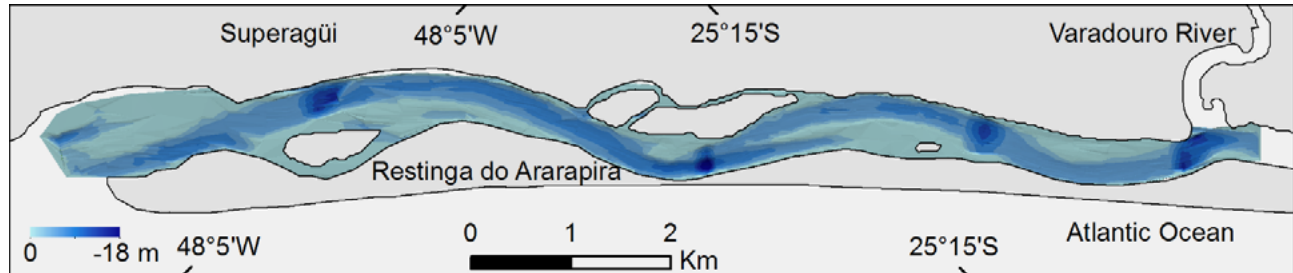 Superagüi
48°5'W
25°15'S
Varadouro River
Restinga do Ararapira
0 -18 m
48°5'W
0 1 2
Km
25°15'S
Atlantic Ocean